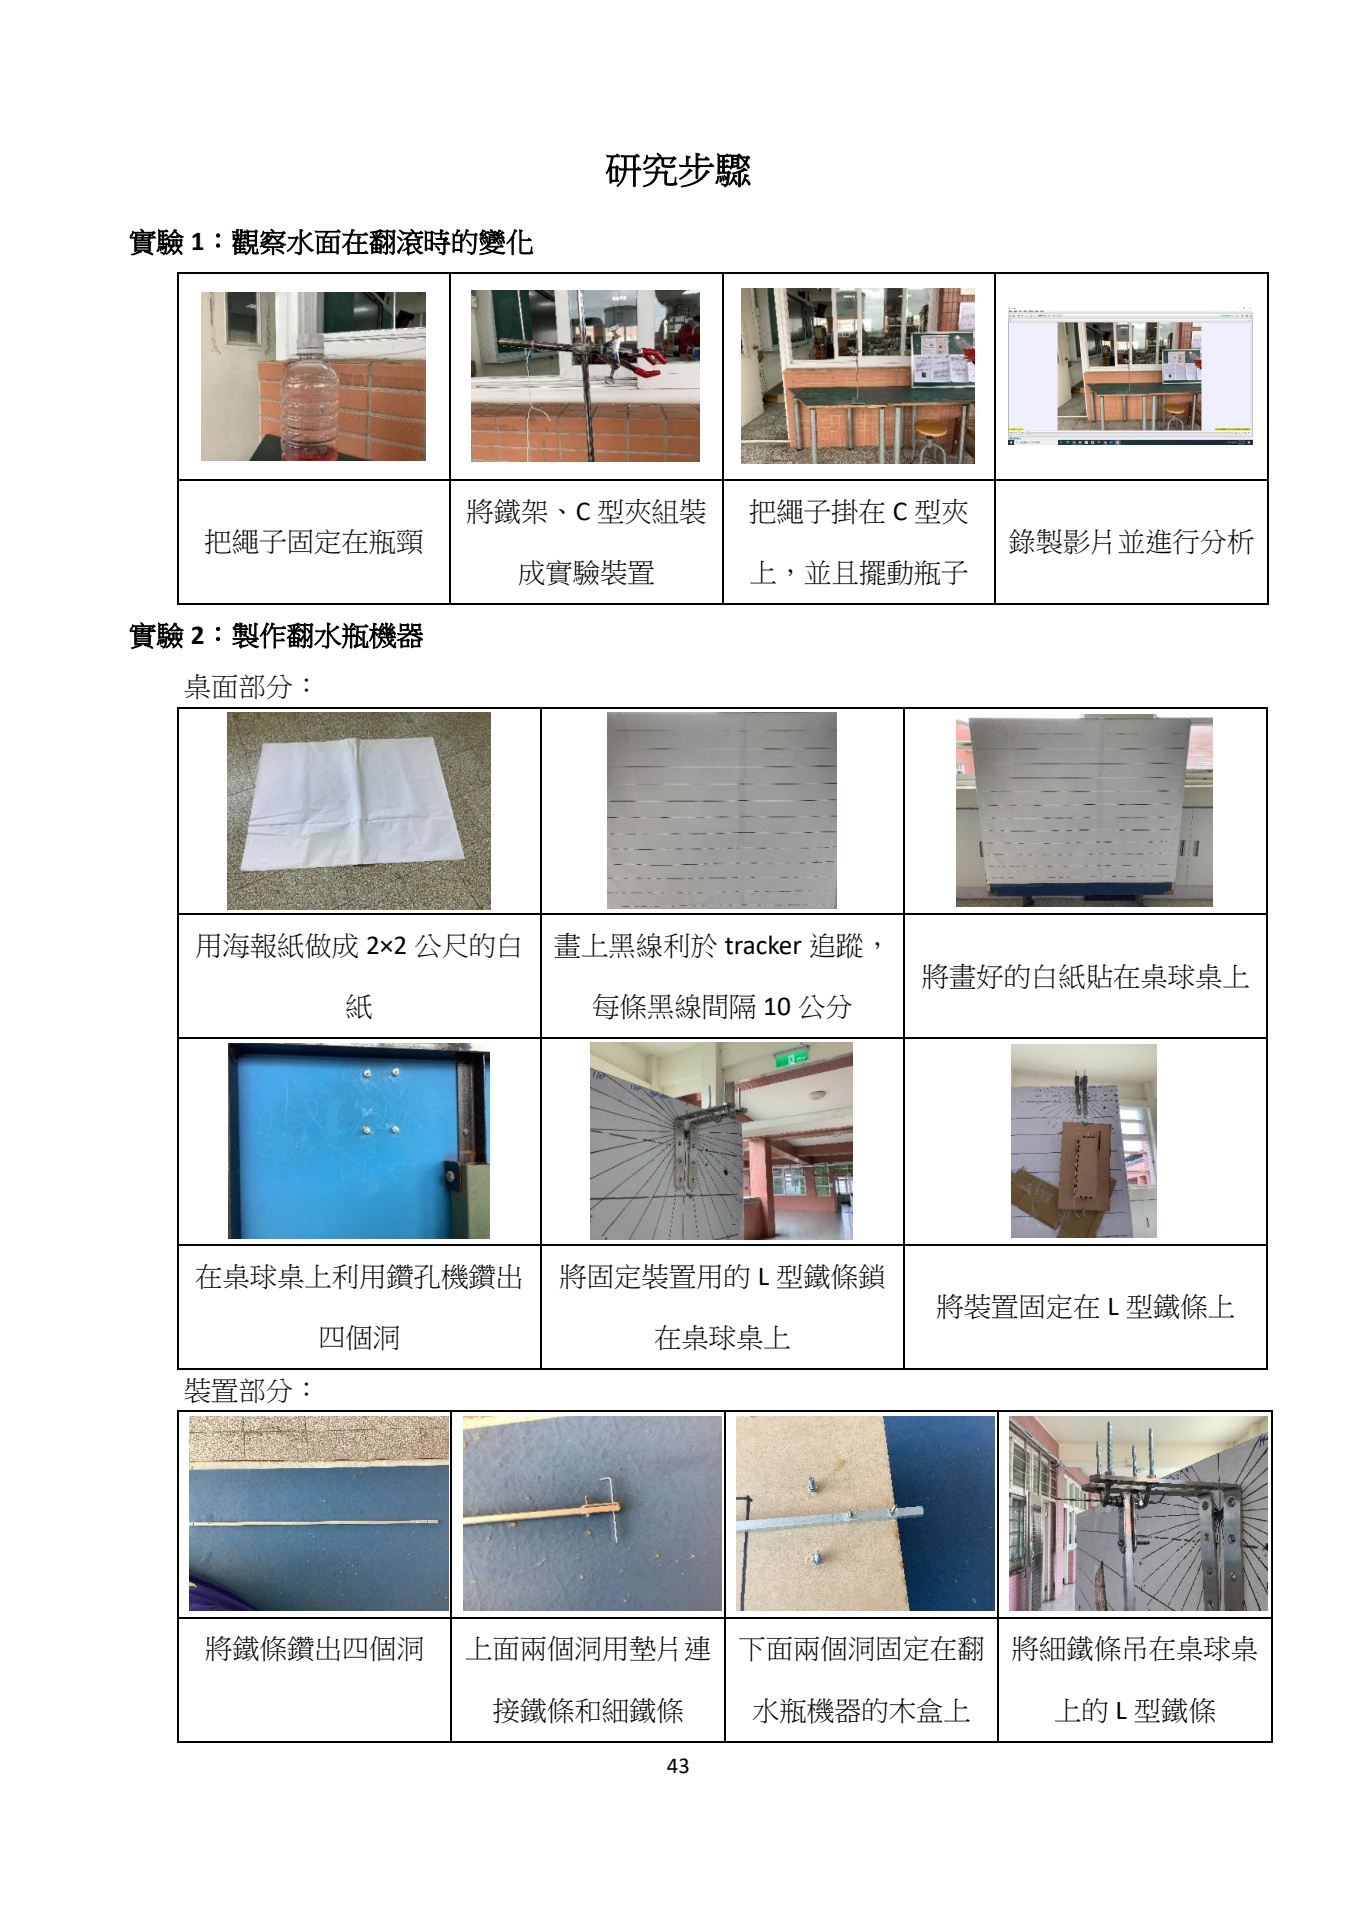 研究步驟
實驗 1：觀察水面在翻滾時的變化
把繩子固定在瓶頸
將鐵架、C 型夾組裝
成實驗裝置
把繩子掛在 C 型夾
上，並且擺動瓶子
錄製影片並進行分析
實驗 2：製作翻水瓶機器
桌面部分：
用海報紙做成 2×2 公尺的白
紙
畫上黑線利於 tracker 追蹤，
每條黑線間隔 10 公分
將畫好的白紙貼在桌球桌上
在桌球桌上利用鑽孔機鑽出
四個洞
將固定裝置用的 L 型鐵條鎖
在桌球桌上
將裝置固定在 L 型鐵條上
裝置部分：
將鐵條鑽出四個洞
上面兩個洞用墊片連
接鐵條和細鐵條
下面兩個洞固定在翻
水瓶機器的木盒上
將細鐵條吊在桌球桌
上的 L 型鐵條
43